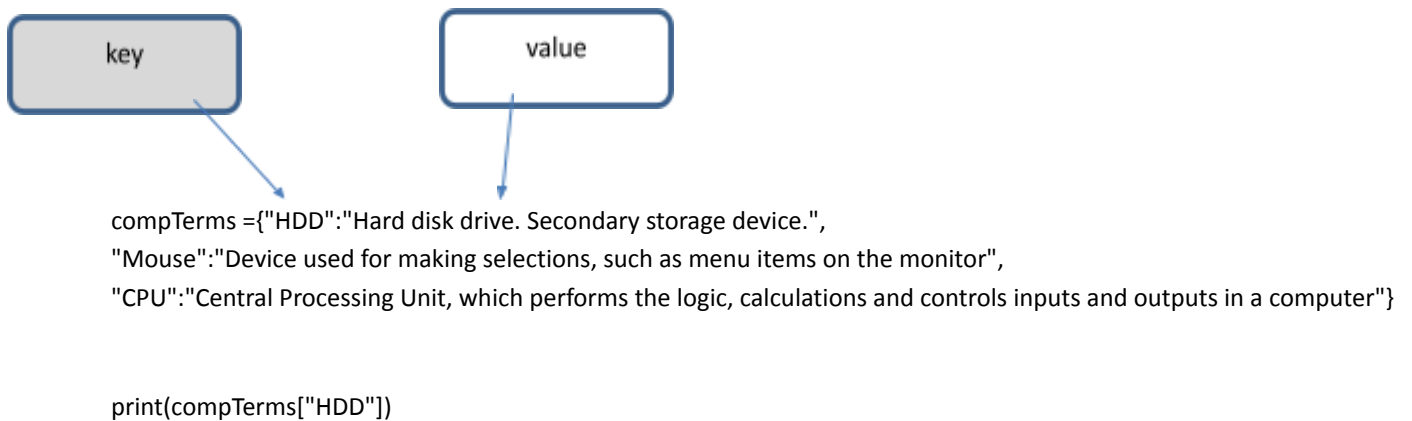 key
value
compTerms ={"HDD":"Hard disk drive. Secondary storage device.",
"Mouse":"Device used for making selections, such as menu items on the monitor",
"CPU":"Central Processing Unit, which performs the logic, calculations and controls inputs and outputs in a computer"}
print(compTerms["HDD"])